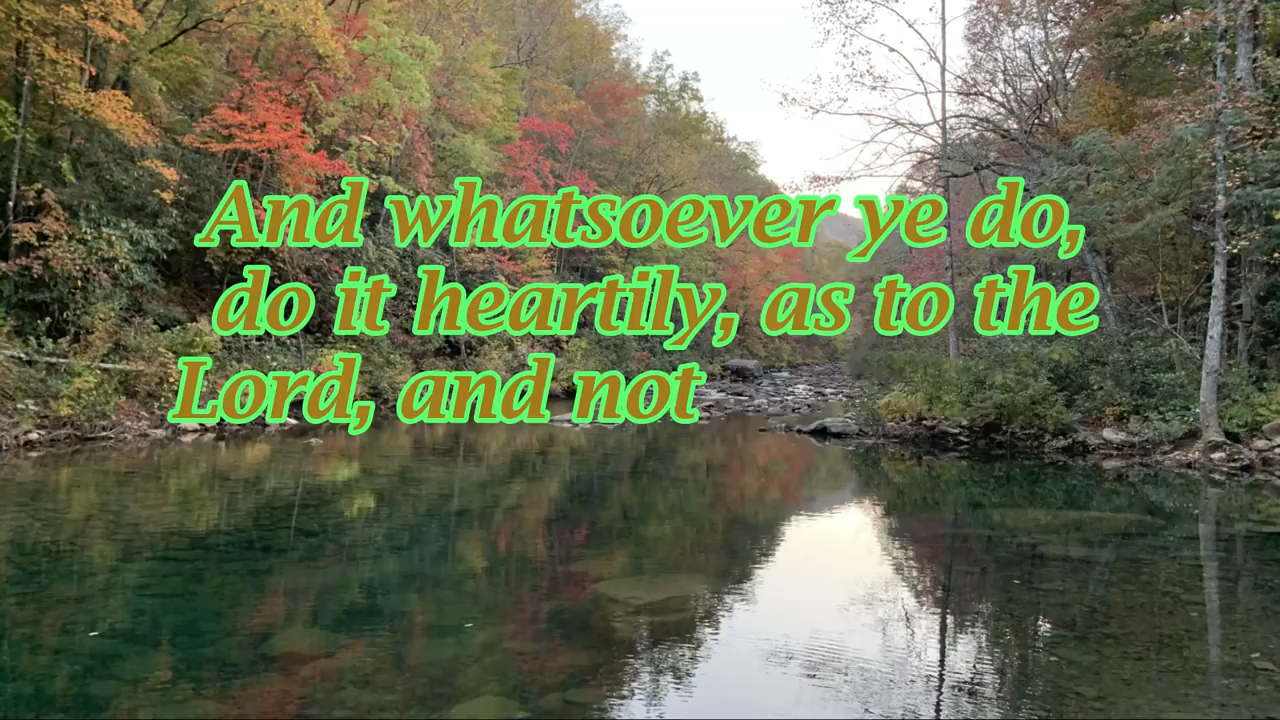 And whatsoever ye do,
do it heartily, as to the
Lord, and not